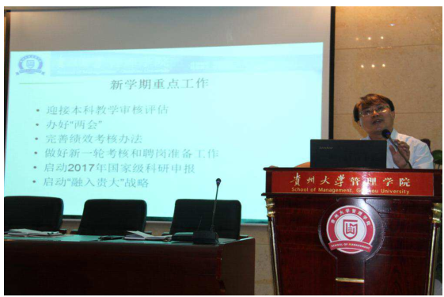 新学期重点工作
• 迎接本科教学审核评估
• 办好"两会"
• 完善绩效考核办法
• 做好新一轮考核和聘岗准备工作
• 启动2017年国家级科研申报
• 启动"融入贵大"战略
贵州大学管理学院
School of Management, Guizhou University